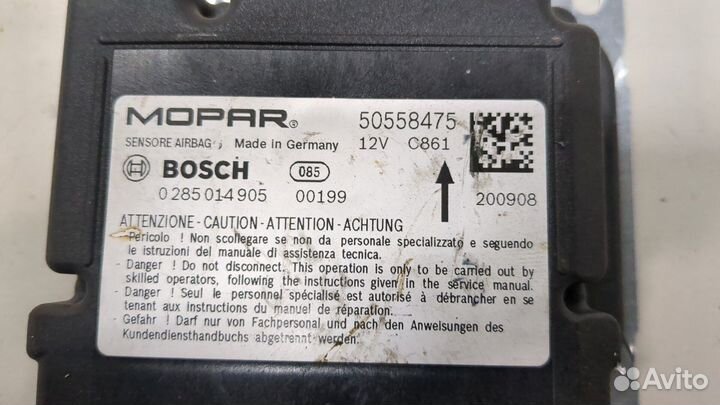 MOPAR® 50558475
SENSORE AIRBAG Made in Germany 12V C861
BOSCH 085
0 285 014 905 00199 200908
ATTENZIONE - CAUTION - ATTENTION - ACHTUNG
- Pericolo ! Non scollegare se non da personale specializzato e seguendo
le istruzioni del manuale di assistenza tecnica.
- Danger ! Do not disconnect. This operation is only to be carried out by
skilled operators, following the instructions given in the service manual.
- Danger ! Seul le personnel spécialisé est autorisé à débrancher en se
tenant aux instructions du manuel de réparation.
- Gefahr ! Darf nur von Fachpersonal und nach den Anweisungen des
Kundendiensthandbuchs abgetrennt werden.
Avito